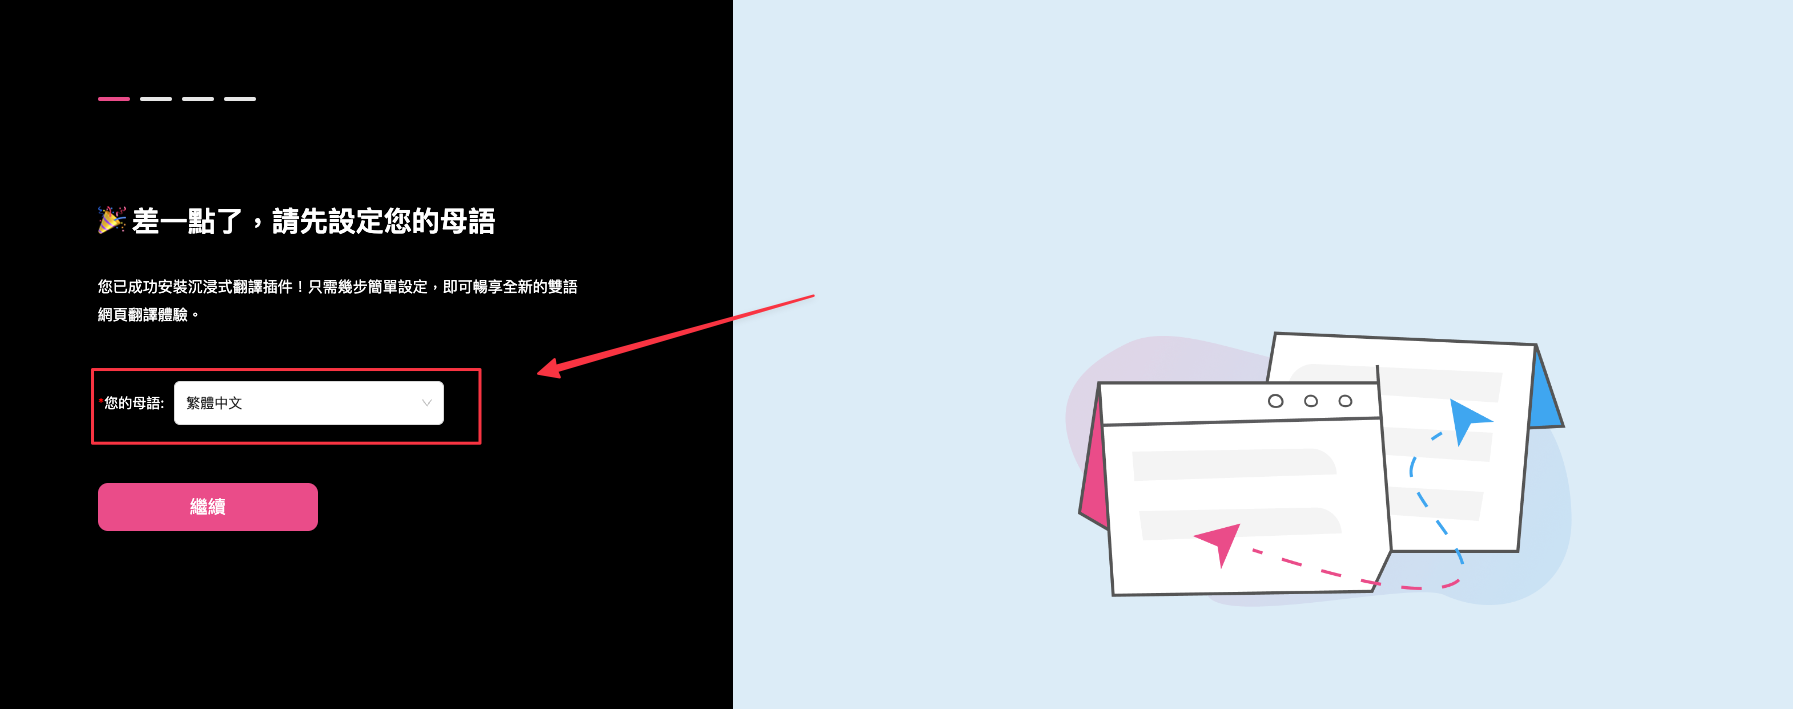 🎉 差一點了，請先設定您的母語
您已成功安裝沉浸式翻譯插件！只需幾步簡單設定，即可暢享全新的雙語
網頁翻譯體驗。
*您的母語: 繁體中文
繼續